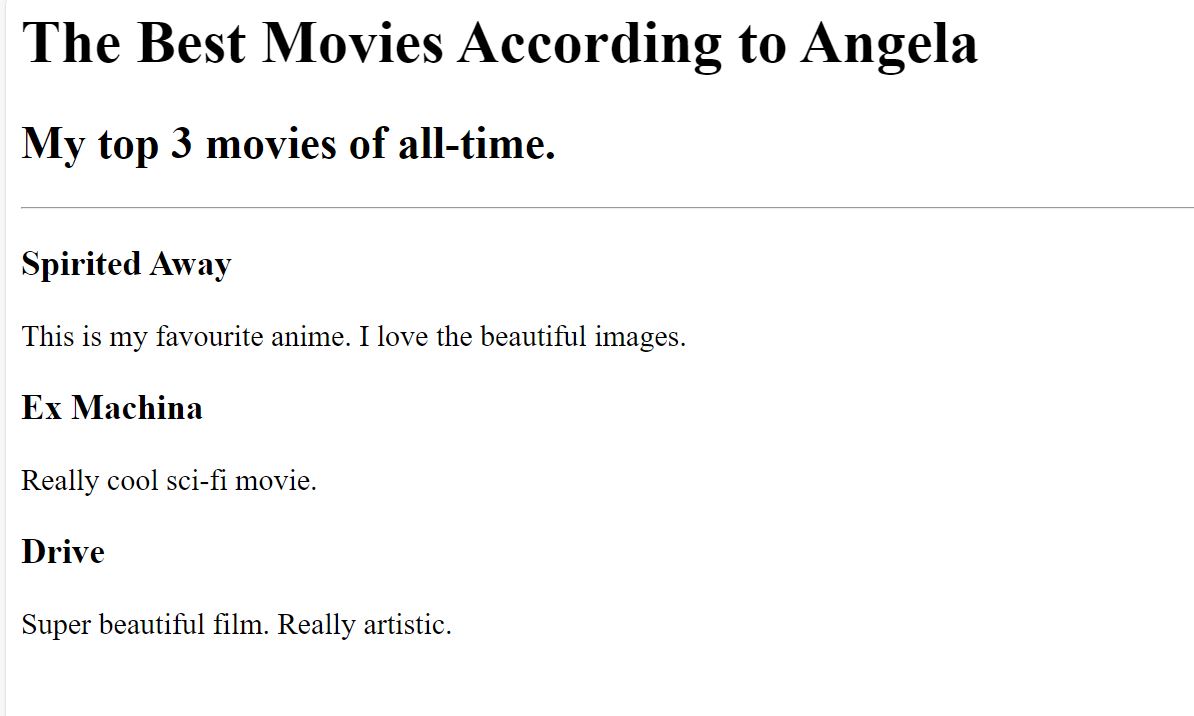 The Best Movies According to Angela
My top 3 movies of all-time.
Spirited Away
This is my favourite anime. I love the beautiful images.
Ex Machina
Really cool sci-fi movie.
Drive
Super beautiful film. Really artistic.